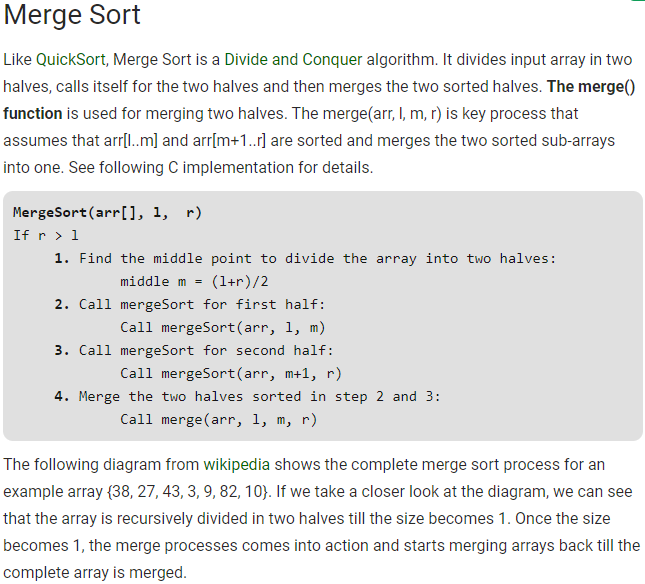 Merge Sort
Like QuickSort, Merge Sort is a Divide and Conquer algorithm. It divides input array in two
halves, calls itself for the two halves and then merges the two sorted halves. The merge()
function is used for merging two halves. The merge(arr, l, m, r) is key process that
assumes that arr[l..m] and arr[m+1..r] are sorted and merges the two sorted sub-arrays
into one. See following C implementation for details.
MergeSort(arr[], l,  r)
If r > l
1. Find the middle point to divide the array into two halves:
middle m = (l+r)/2
2. Call mergeSort for first half:
Call mergeSort(arr, l, m)
3. Call mergeSort for second half:
Call mergeSort(arr, m+1, r)
4. Merge the two halves sorted in step 2 and 3:
Call merge(arr, l, m, r)
The following diagram from wikipedia shows the complete merge sort process for an
example array {38, 27, 43, 3, 9, 82, 10}. If we take a closer look at the diagram, we can see
that the array is recursively divided in two halves till the size becomes 1. Once the size
becomes 1, the merge processes comes into action and starts merging arrays back till the
complete array is merged.